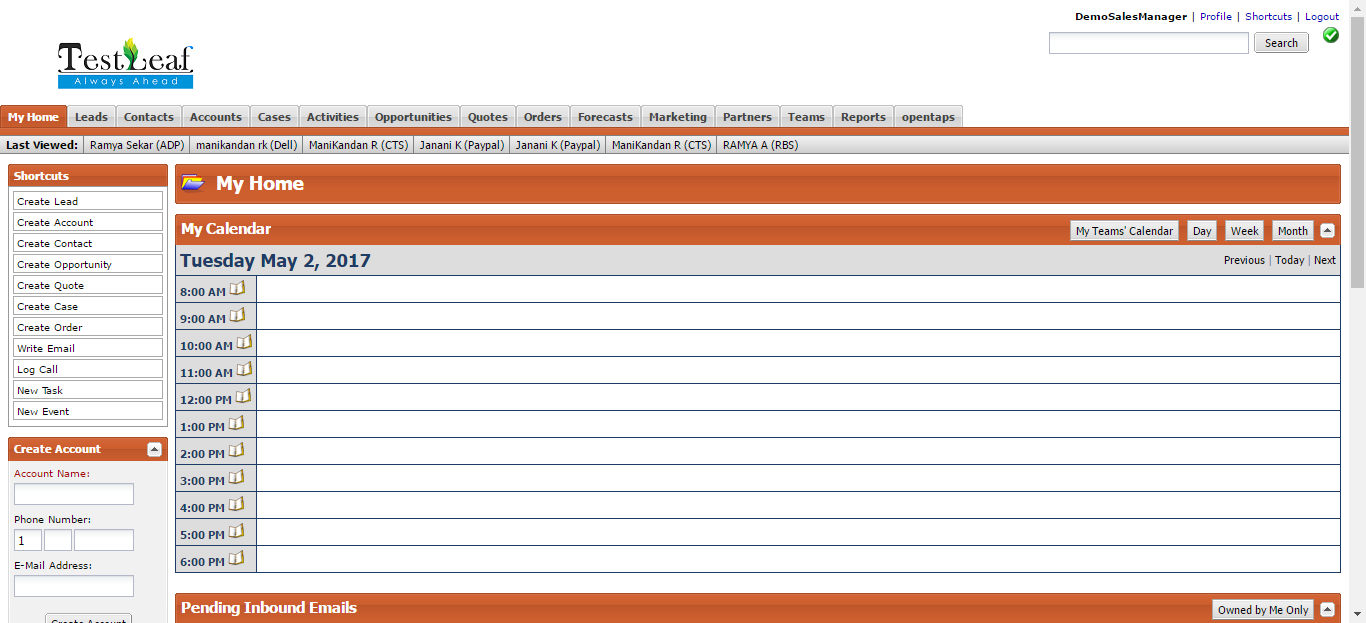 DemoSalesManager | Profile | Shortcuts | Logout
Search
TestLeaf
Always Ahead
My Home Leads Contacts Accounts Cases Activities Opportunities Quotes Orders Forecasts Marketing Partners Teams Reports opentaps
Last Viewed: Ramya Sekar (ADP) manikandan rk (Dell) ManiKandan R (CTS) Janani K (Paypal) Janani K (Paypal) ManiKandan R (CTS) RAMYA A (RBS)
Shortcuts
Create Lead
Create Account
Create Contact
Create Opportunity
Create Quote
Create Case
Create Order
Write Email
Log Call
New Task
New Event
Create Account
Account Name:
Phone Number:
1
E-Mail Address:
Create Account
My Home
My Calendar My Teams' Calendar Day Week Month
Tuesday May 2, 2017 Previous | Today | Next
8:00 AM
9:00 AM
10:00 AM
11:00 AM
12:00 PM
1:00 PM
2:00 PM
3:00 PM
4:00 PM
5:00 PM
6:00 PM
Pending Inbound Emails Owned by Me Only